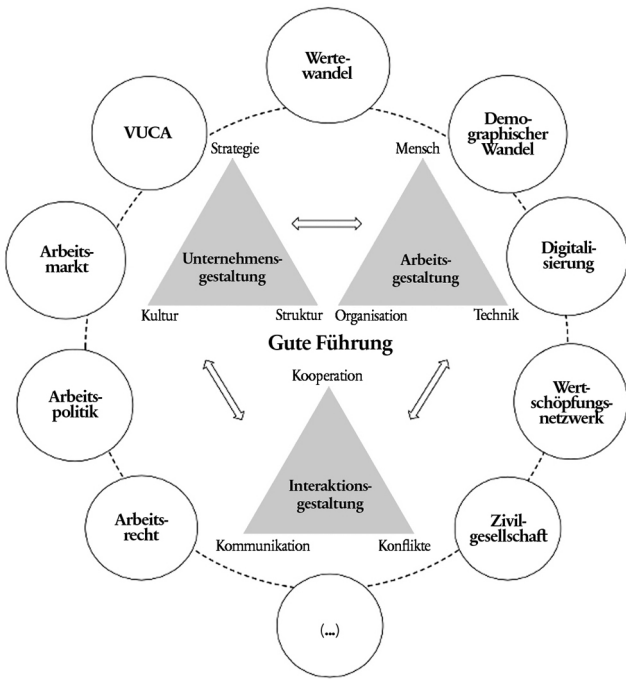 Werte-
wandel
VUCA
Demo-
graphischer
Wandel
Strategie
Mensch
Arbeits-
markt
Unternehmens-
gestaltung
Arbeits-
gestaltung
Digitali-
sierung
Kultur
Struktur
Organisation
Technik
Gute Führung
Kooperation
Arbeits-
politik
Wert-
schöpfungs-
netzwerk
Interaktions-
gestaltung
Arbeits-
recht
Zivil-
gesellschaft
Kommunikation
Konflikte
(...)